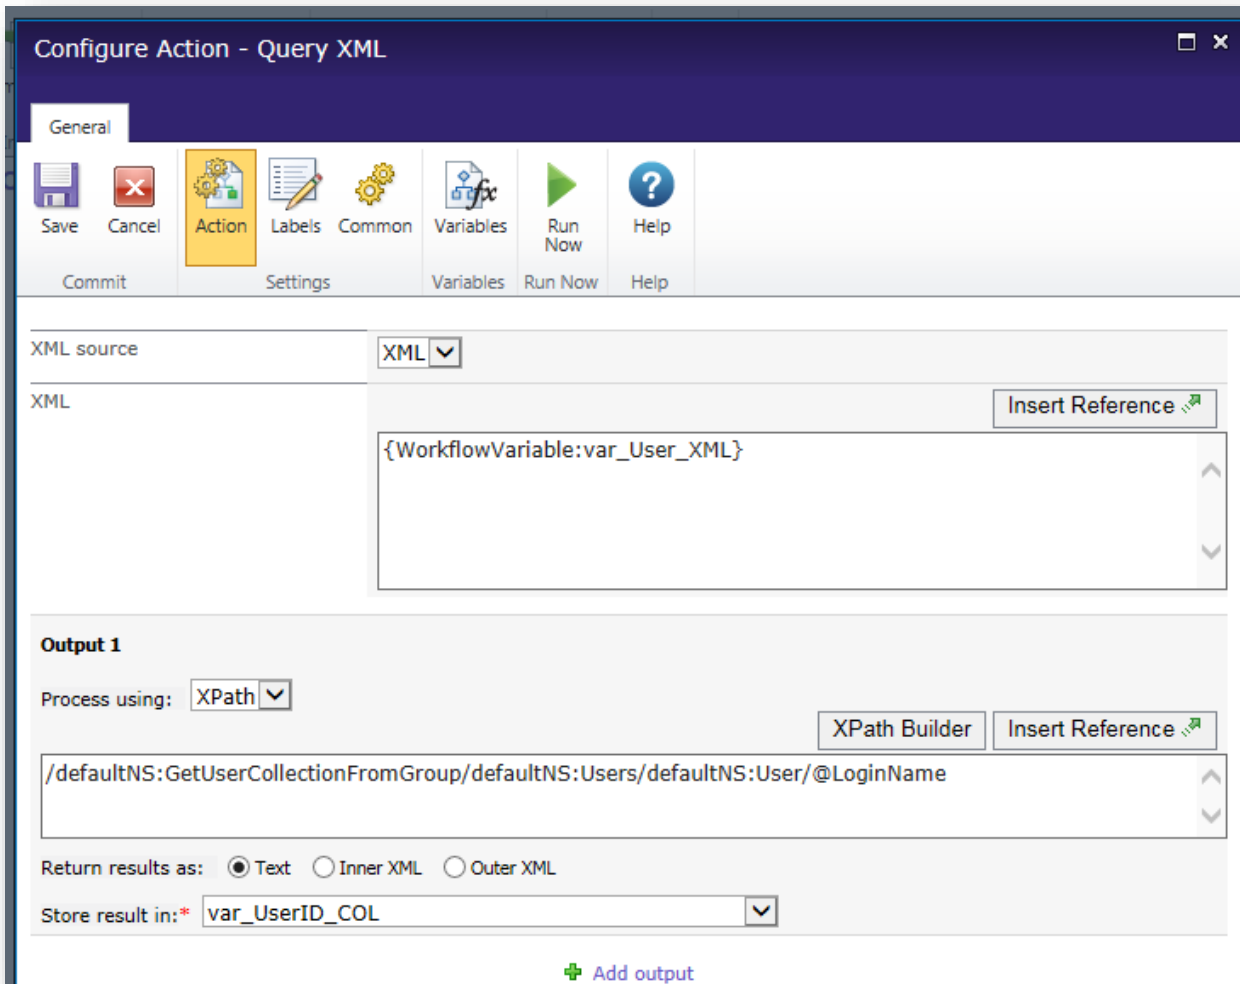 Configure Action - Query XML
General
Save Cancel Action Labels Common Variables Run Now Help
Commit Settings Variables Run Now Help
XML source XML
XML Insert Reference
{WorkflowVariable:var_User_XML}
Output 1
Process using: XPath
XPath Builder Insert Reference
/defaultNS:GetUserCollectionFromGroup/defaultNS:Users/defaultNS:User/@LoginName
Return results as: Text Inner XML Outer XML
Store result in:* var_UserID_COL
Add output